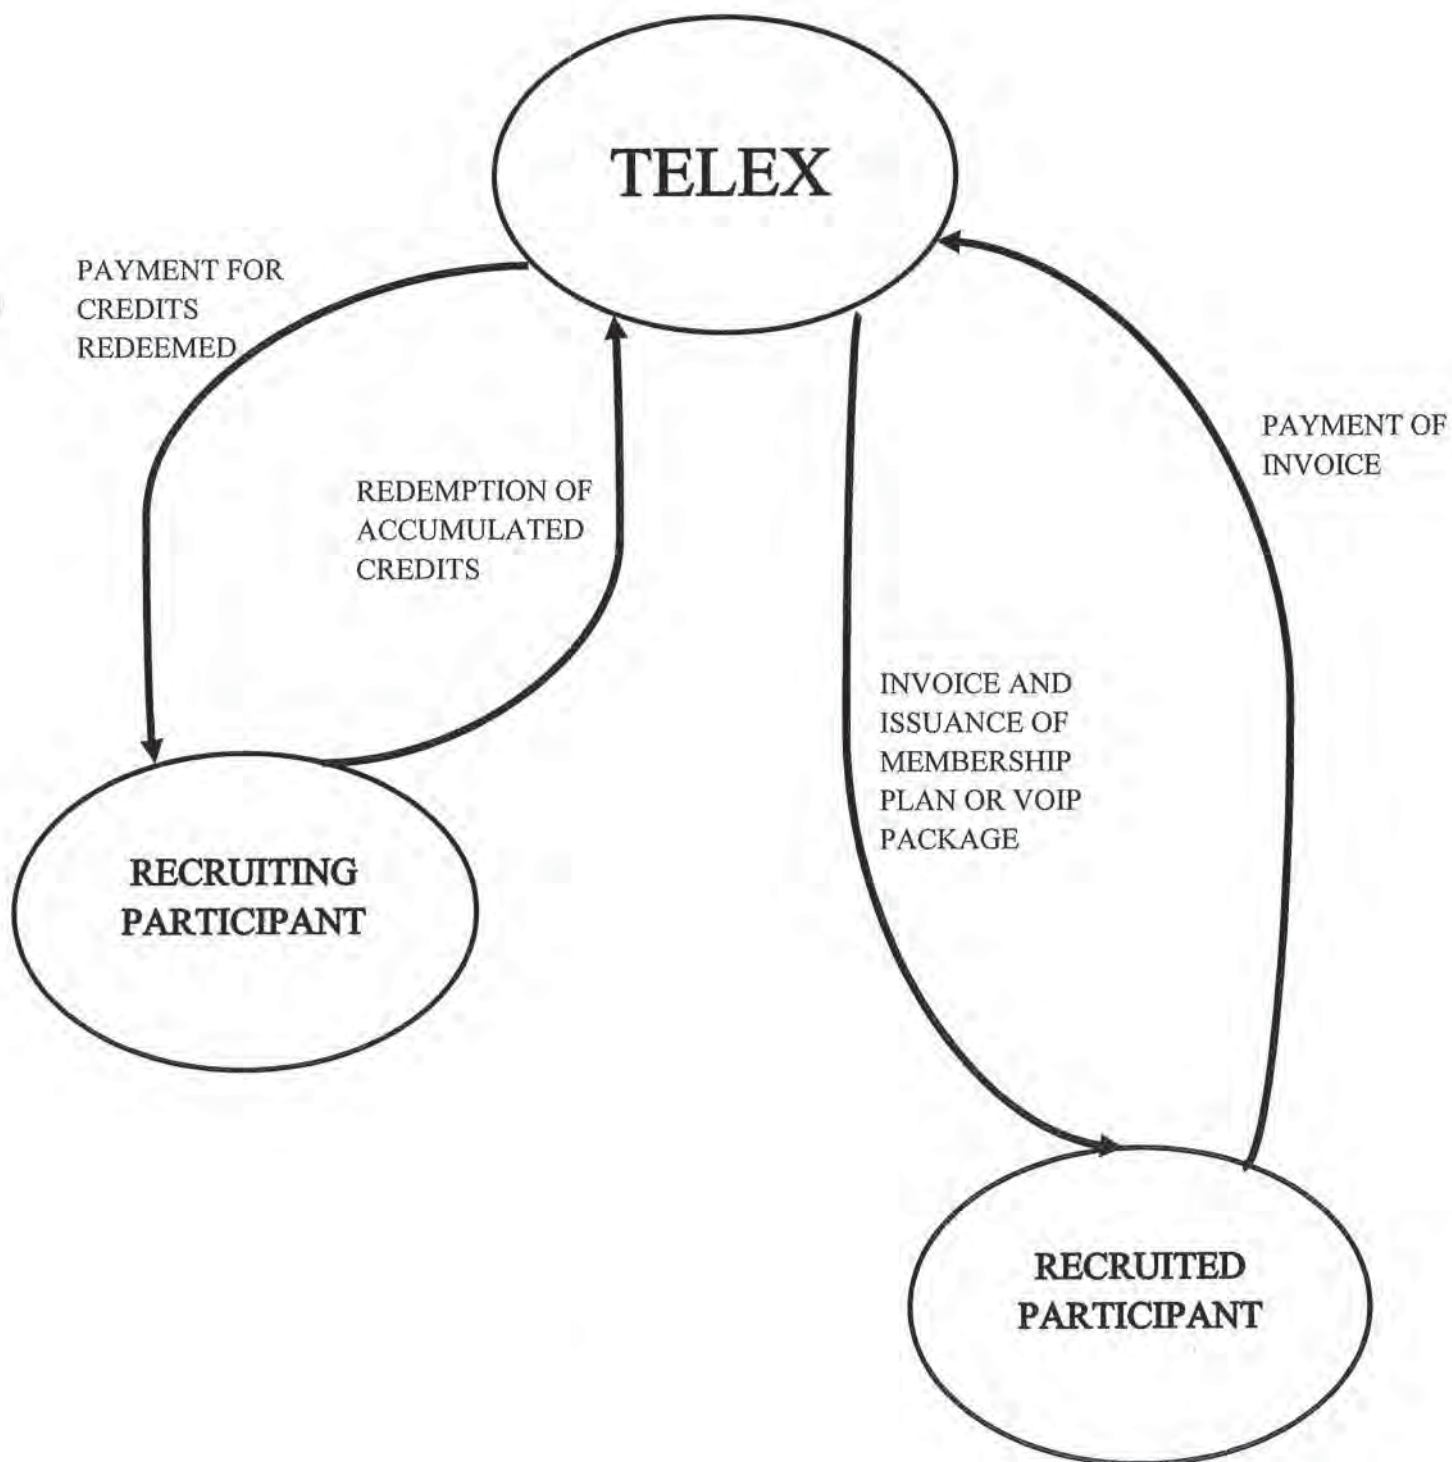 TELEX
PAYMENT FOR
CREDITS
REDEEMED
PAYMENT OF
INVOICE
REDEMPTION OF
ACCUMULATED
CREDITS
INVOICE AND
ISSUANCE OF
MEMBERSHIP
PLAN OR VOIP
PACKAGE
RECRUITING
PARTICIPANT
RECRUITED
PARTICIPANT